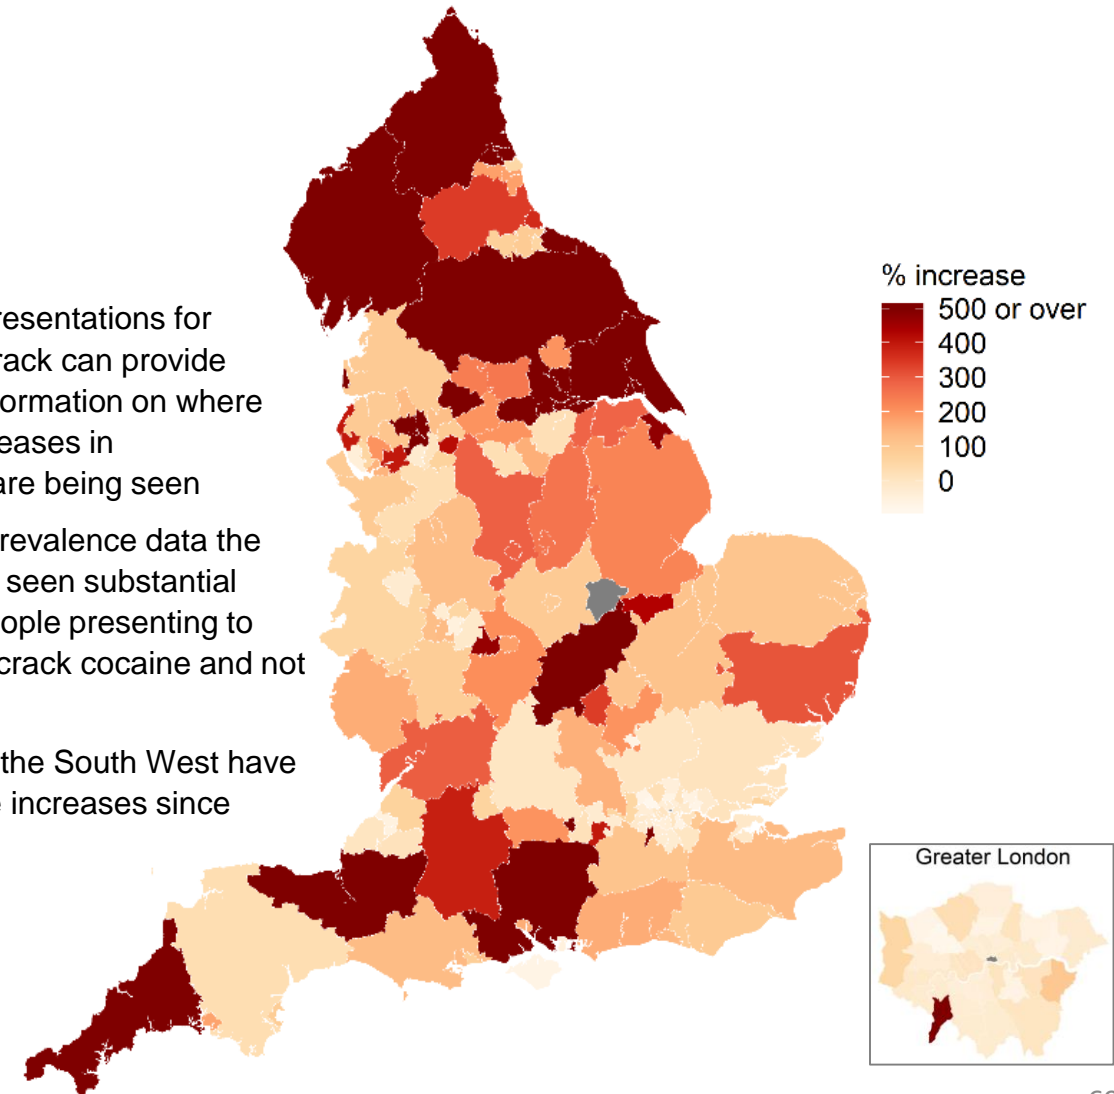 resentations for
rack can provide
formation on where
reases in
are being seen
revalence data the
seen substantial
ople presenting to
crack cocaine and not
the South West have
e increases since
% increase
500 or over
400
300
200
100
0
Greater London